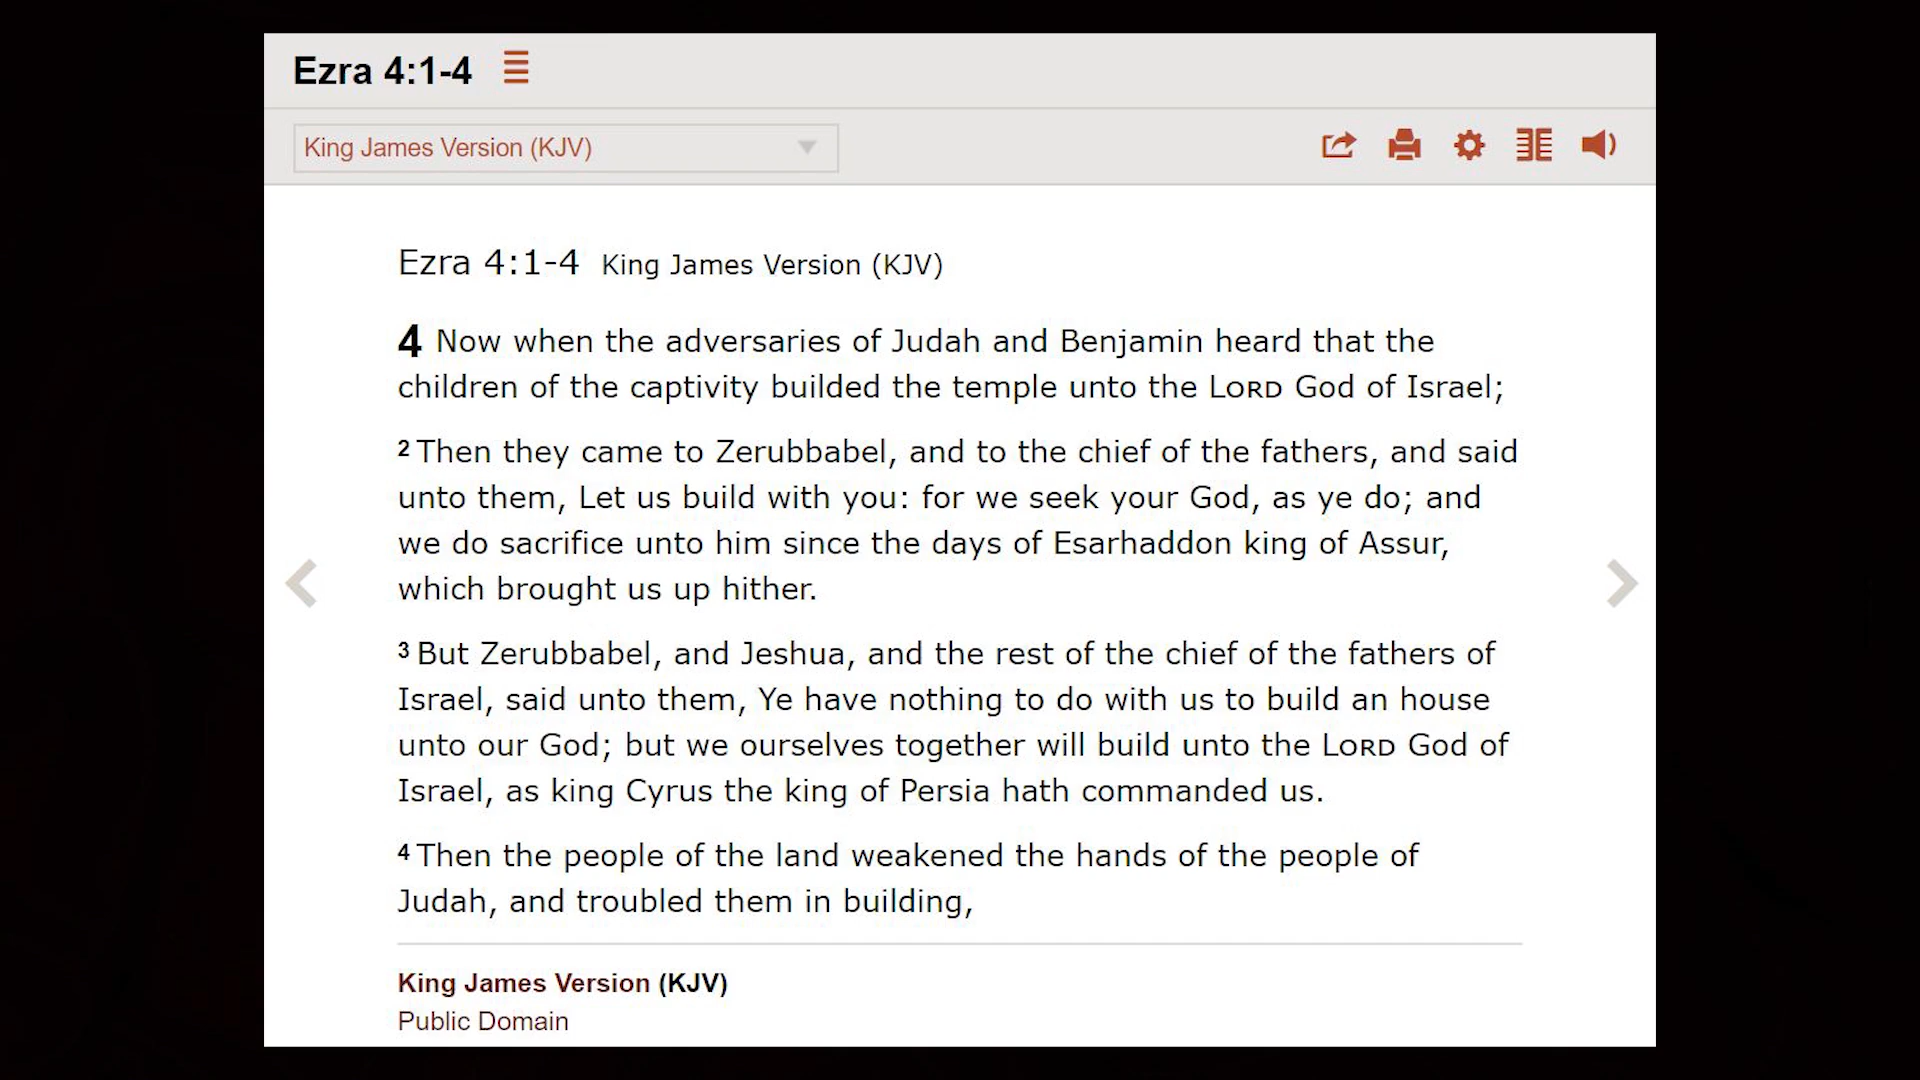 Ezra 4:1-4
King James Version (KJV)
Ezra 4:1-4 King James Version (KJV)
4 Now when the adversaries of Judah and Benjamin heard that the
children of the captivity builded the temple unto the LORD God of Israel;
2 Then they came to Zerubbabel, and to the chief of the fathers, and said
unto them, Let us build with you: for we seek your God, as ye do; and
we do sacrifice unto him since the days of Esarhaddon king of Assur,
which brought us up hither.
3 But Zerubbabel, and Jeshua, and the rest of the chief of the fathers of
Israel, said unto them, Ye have nothing to do with us to build an house
unto our God; but we ourselves together will build unto the LORD God of
Israel, as king Cyrus the king of Persia hath commanded us.
4 Then the people of the land weakened the hands of the people of
Judah, and troubled them in building,
King James Version (KJV)
Public Domain